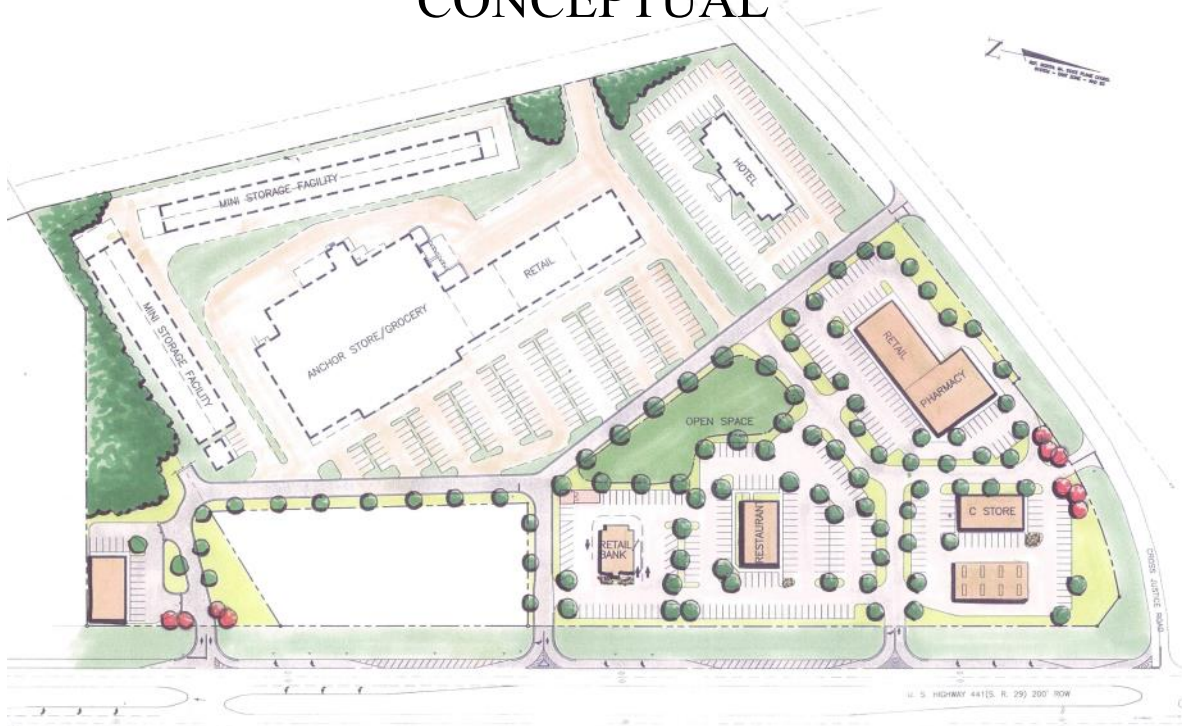 CONCEPTUAL
MINI STORAGE FACILITY
HOTEL
RETAIL
ANCHOR STORE/GROCERY
MINI STORAGE FACILITY
RETAIL
PHARMACY
OPEN SPACE
RETAIL/
BANK
RESTAURANT
C STORE
CROSS JUSTICE ROAD
U. S. HIGHWAY 441(S. R. 29) 200' ROW